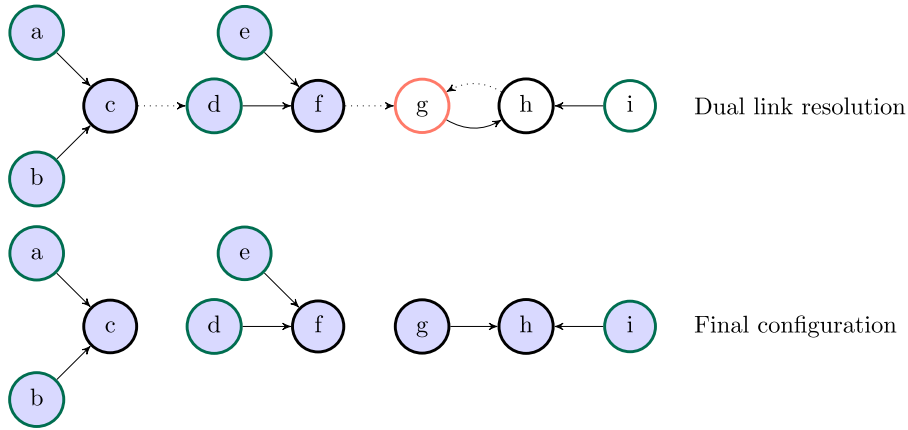 a
e
c
d
f
g
h
i
Dual link resolution
b
a
e
c
d
f
g
h
i
Final configuration
b